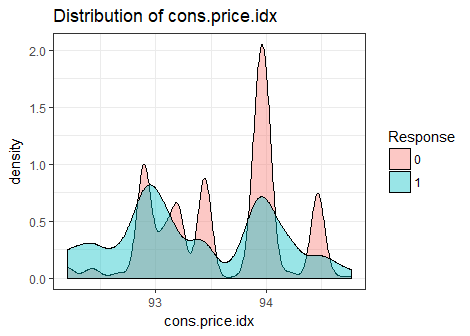 Distribution of cons.price.idx
2.0
1.5
1.0
0.5
0.0
density
93
94
cons.price.idx
Response
0
1